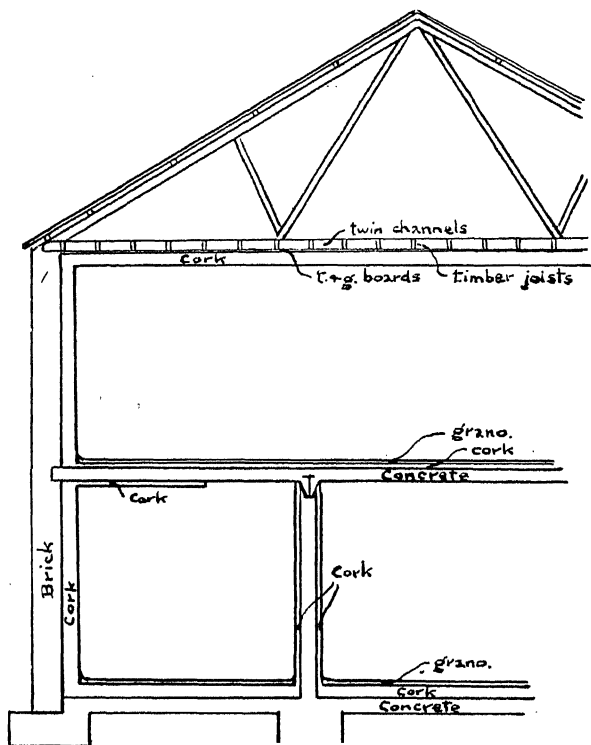 twin channels
Cork
t.+g. boards
timber joists
grano.
cork
Concrete
Cork
Brick
Cork
Cork
grano.
Cork
Concrete